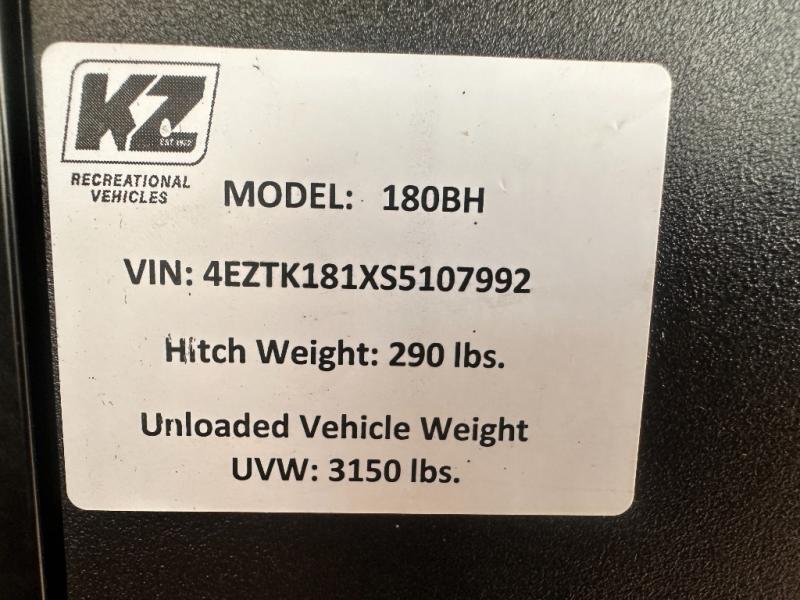 KZ
EST. 1972
RECREATIONAL
VEHICLES
MODEL: 180BH
VIN: 4EZTK181XS5107992
Hitch Weight: 290 lbs.
Unloaded Vehicle Weight
UVW: 3150 lbs.